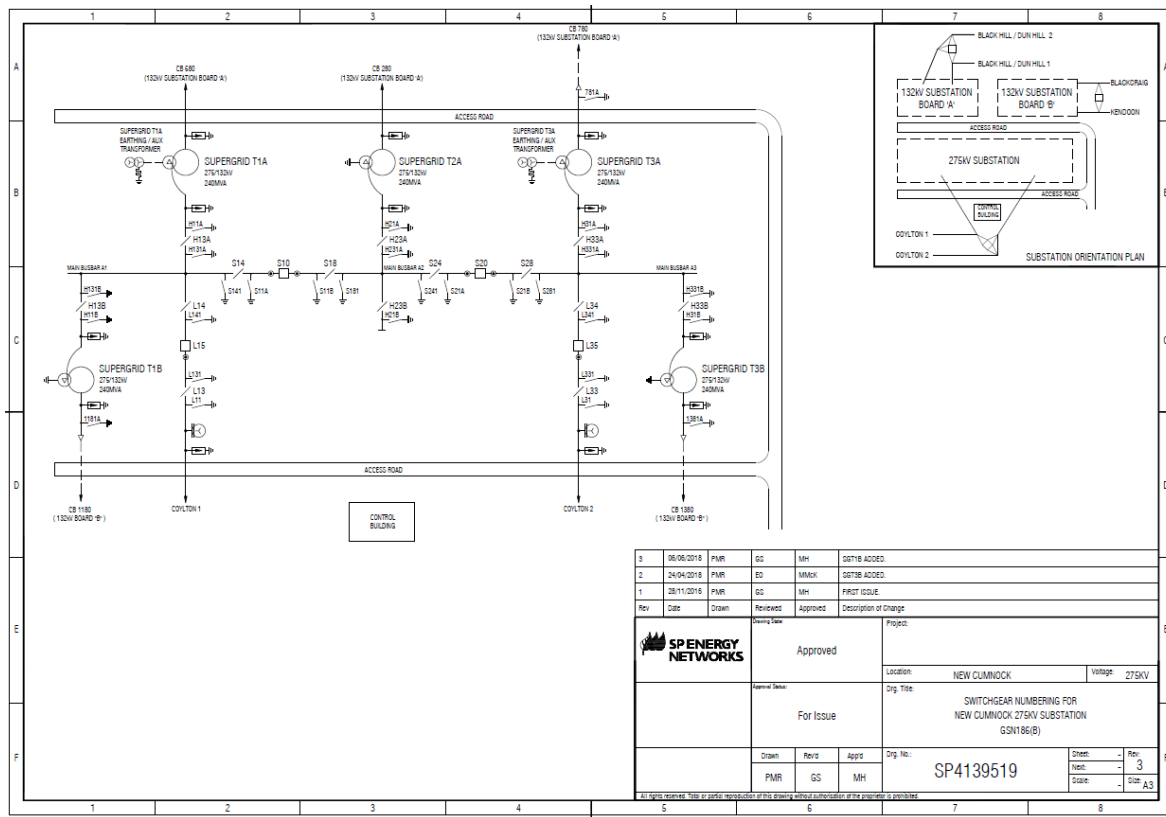 1 2 3 4 5 6 7 8
A
B
C
D
E
F
CB 680
(132kV SUBSTATION BOARD 'A')
CB 280
(132kV SUBSTATION BOARD 'A')
CB 780
(132kV SUBSTATION BOARD 'A')
781A
ACCESS ROAD
SUPERGRID T1A
EARTHING / AUX
TRANSFORMER
SUPERGRID T1A
275/132kV
240MVA
SUPERGRID T2A
275/132kV
240MVA
SUPERGRID T3A
EARTHING / AUX
TRANSFORMER
SUPERGRID T3A
275/132kV
240MVA
H11A
H13A
H131A
H21A
H23A
H231A
H31A
H33A
H331A
MAIN BUSBAR A1
S14
S10
S18
MAIN BUSBAR A2
S24
S20
S28
MAIN BUSBAR A3
S141
S11A
S11B
S181
S241
S21A
S21B
S281
H131B
H13B
H11B
L14
L141
L15
L131
L13
L11
H23B
H21B
L34
L341
L35
L331
L33
L31
H331B
H33B
H31B
SUPERGRID T1B
275/132kV
240MVA
1181A
SUPERGRID T3B
275/132kV
240MVA
1381A
ACCESS ROAD
CB 1180
( 132kV BOARD 'B')
COYLTON 1
CONTROL
BUILDING
COYLTON 2
CB 1380
( 132kV BOARD 'B')
BLACK HILL / DUN HILL 2
BLACK HILL / DUN HILL 1
132kV SUBSTATION
BOARD 'A'
132kV SUBSTATION
BOARD 'B'
BLACKCRAIG
KENDOON
ACCESS ROAD
275kV SUBSTATION
ACCESS ROAD
CONTROL
BUILDING
COYLTON 1
COYLTON 2
SUBSTATION ORIENTATION PLAN
3 06/06/2018 PMR GS MH SGT1B ADDED.
2 24/04/2018 PMR EO MMcK SGT3B ADDED.
1 28/11/2016 PMR GS MH FIRST ISSUE.
Rev Date Drawn Reviewed Approved Description of Change
SP ENERGY
NETWORKS
Drawing State:
Approved
Approval Status:
For Issue
Project:
Location: NEW CUMNOCK Voltage: 275KV
Drg. Title:
SWITCHGEAR NUMBERING FOR
NEW CUMNOCK 275KV SUBSTATION
GSN186(B)
Drawn Rev'd App'd
PMR GS MH
Drg. No.: SP4139519
Sheet: -
Next: -
Scale: -
Rev: 3
Size: A3
All rights reserved. Total or partial reproduction of this drawing without authorisation of the proprietor is prohibited.
1 2 3 4 5 6 7 8
A
B
C
D
E
F